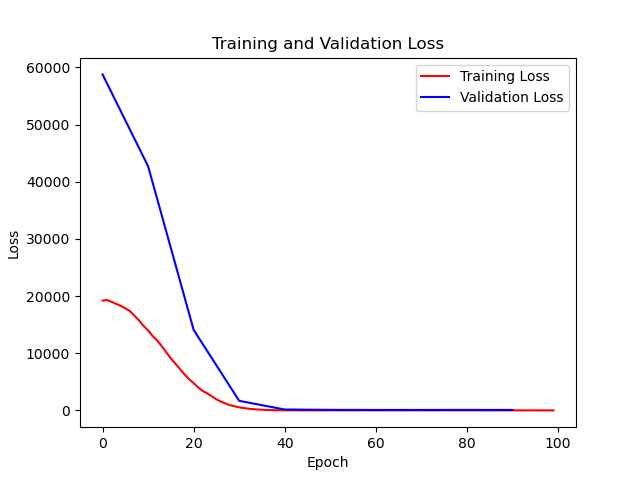 Training and Validation Loss
Training Loss
Validation Loss
60000
50000
40000
30000
20000
10000
0
Loss
0 20 40 60 80 100
Epoch